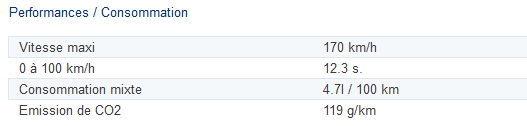 Performances / Consommation
Vitesse maxi 170 km/h
0 à 100 km/h 12.3 s.
Consommation mixte 4.7l / 100 km
Emission de CO2 119 g/km